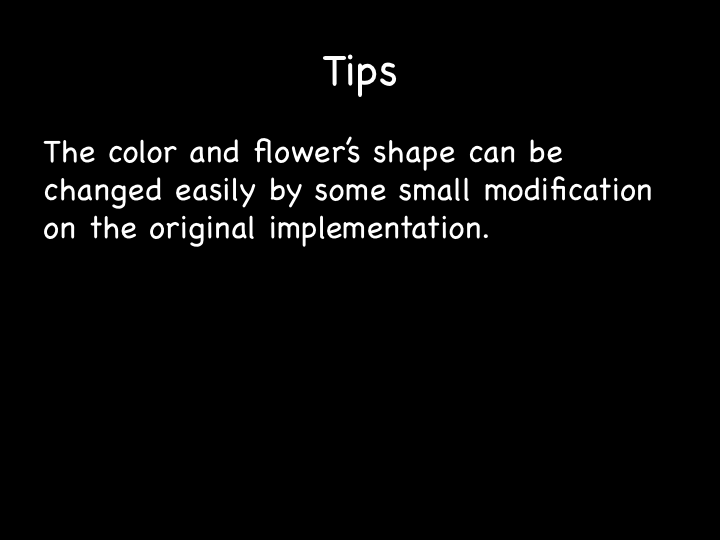 Tips
The color and flower's shape can be
changed easily by some small modification
on the original implementation.